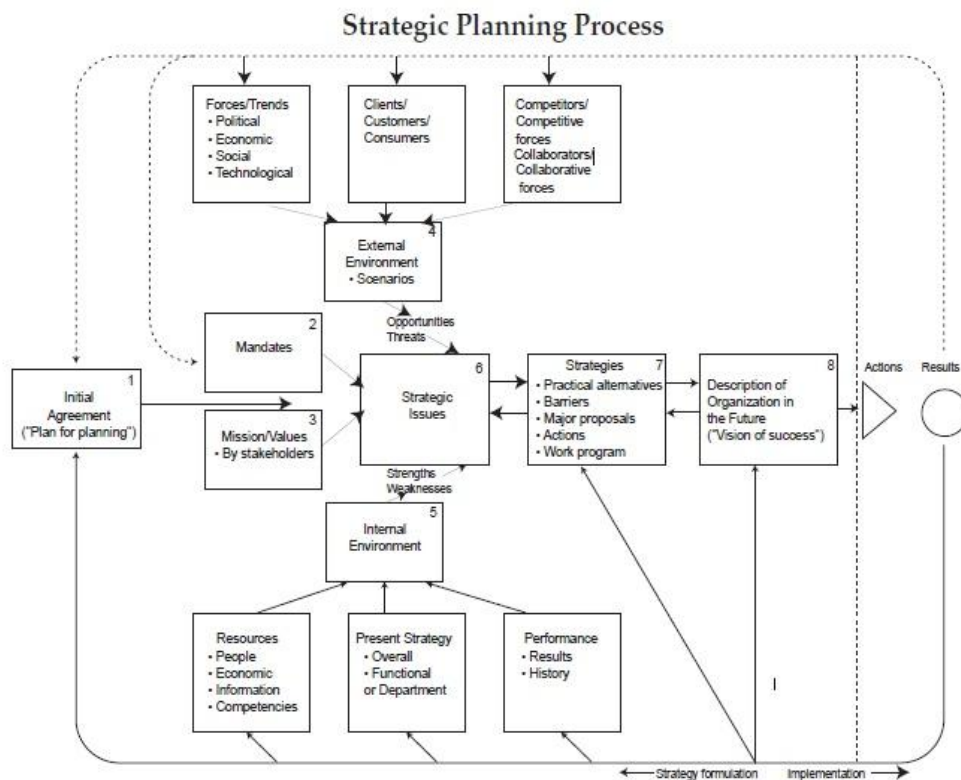 Strategic Planning Process
Forces/Trends
• Political
• Economic
• Social
• Technological
Clients/
Customers/
Consumers
Competitors/
Competitive
forces
Collaborators/
Collaborative
forces
4
External
Environment
• Scenarios
Opportunities
Threats
2
Mandates
1
Initial
Agreement
("Plan for planning")
3
Mission/Values
• By stakeholders
6
Strategic
Issues
Strategies 7
• Practical alternatives
• Barriers
• Major proposals
• Actions
• Work program
8
Description of
Organization in
the Future
("Vision of success")
Actions
Results
Strengths
Weaknesses
5
Internal
Environment
Resources
• People
• Economic
• Information
• Competencies
Present Strategy
• Overall
• Functional
or Department
Performance
• Results
• History
Strategy formulation
Implementation